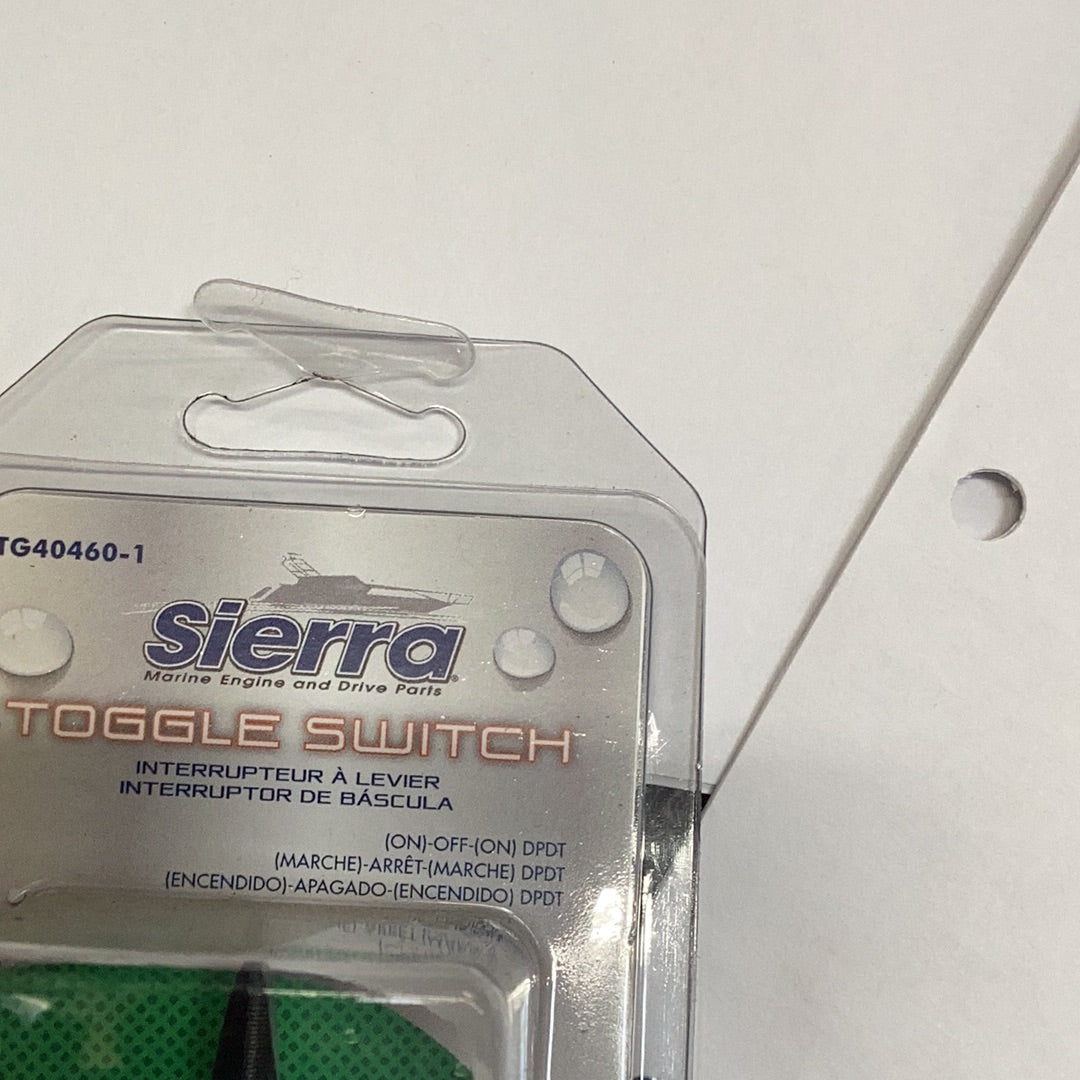 TG40460-1
Sierra
Marine Engine and Drive Parts
TOGGLE SWITCH
INTERRUPTEUR À LEVIER
INTERRUPTOR DE BÁSCULA
(ON)-OFF-(ON) DPDT
(MARCHE)-ARRÊT-(MARCHE) DPDT
(ENCENDIDO)-APAGADO-(ENCENDIDO) DPDT